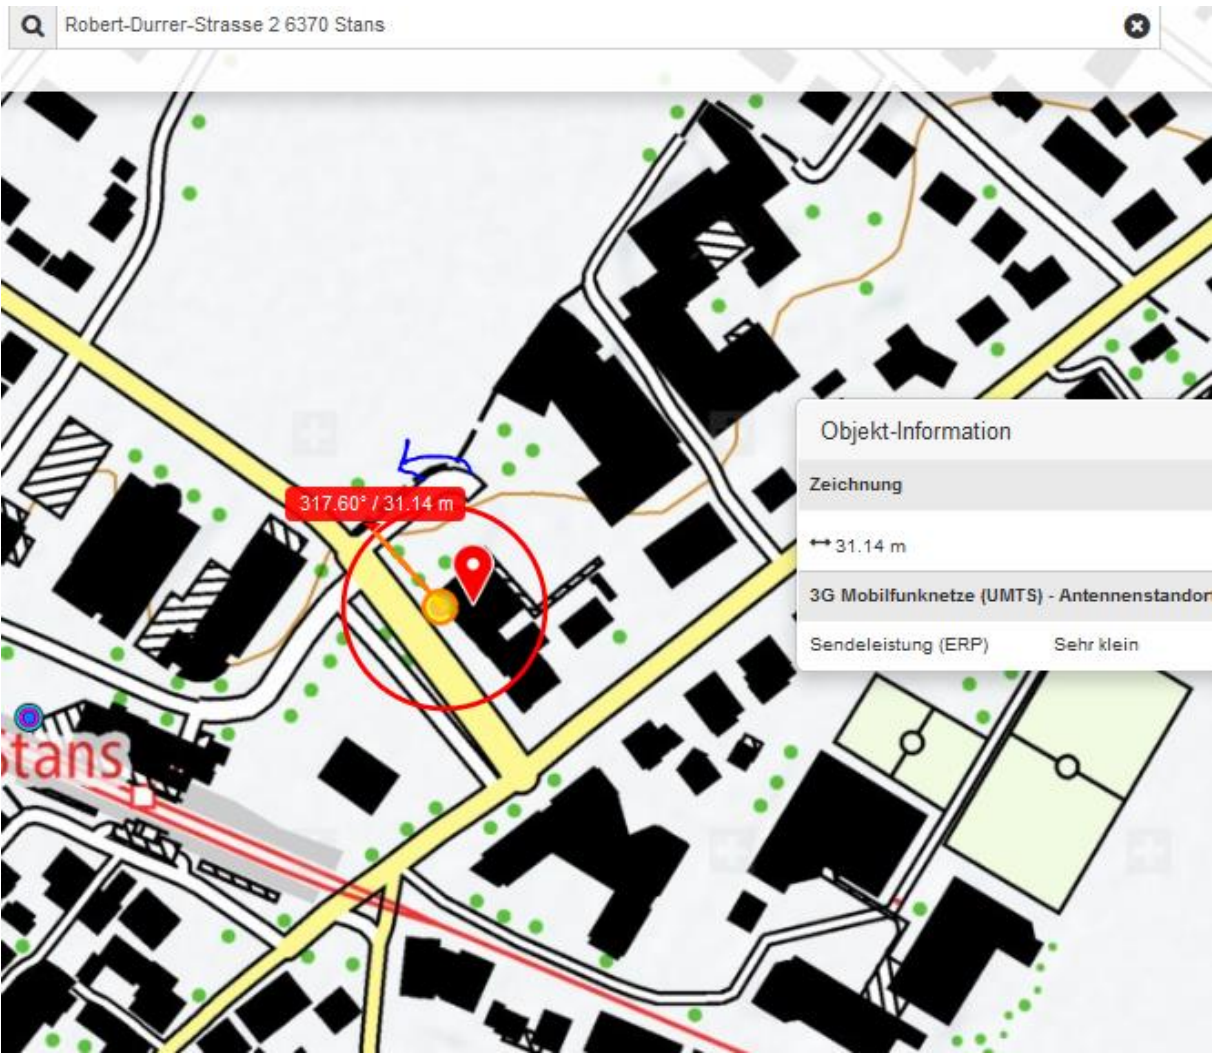 Robert-Durrer-Strasse 2 6370 Stans
Objekt-Information
Zeichnung
317.60° / 31.14 m
31.14 m
3G Mobilfunknetze (UMTS) - Antennenstandor
Sendeleistung (ERP) Sehr klein
Stans